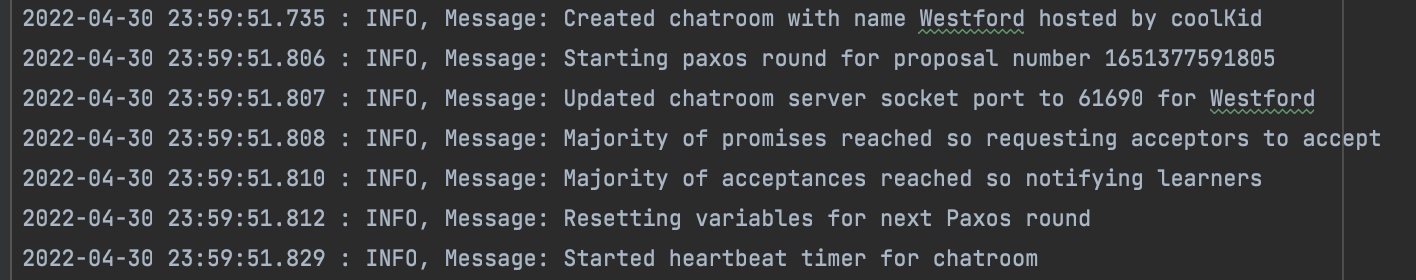 2022-04-30 23:59:51.735 : INFO, Message: Created chatroom with name Westford hosted by coolKid
2022-04-30 23:59:51.806 : INFO, Message: Starting paxos round for proposal number 1651377591805
2022-04-30 23:59:51.807 : INFO, Message: Updated chatroom server socket port to 61690 for Westford
2022-04-30 23:59:51.808 : INFO, Message: Majority of promises reached so requesting acceptors to accept
2022-04-30 23:59:51.810 : INFO, Message: Majority of acceptances reached so notifying learners
2022-04-30 23:59:51.812 : INFO, Message: Resetting variables for next Paxos round
2022-04-30 23:59:51.829 : INFO, Message: Started heartbeat timer for chatroom